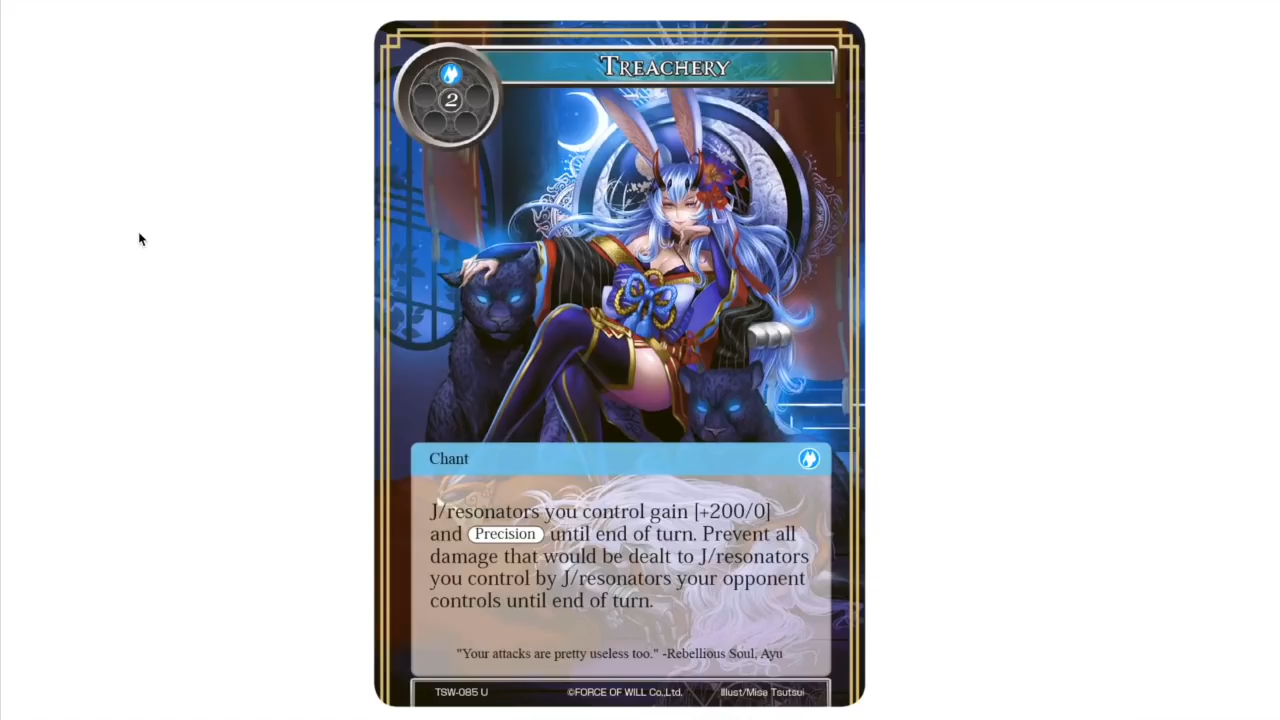 TREACHERY
2
Chant
J/resonators you control gain [+200/0]
and Precision until end of turn. Prevent all
damage that would be dealt to J/resonators
you control by J/resonators your opponent
controls until end of turn.
"Your attacks are pretty useless too." -Rebellious Soul, Ayu
TSW-085 U ©FORCE OF WILL Co.,Ltd. Illust/Misa Tsutsui